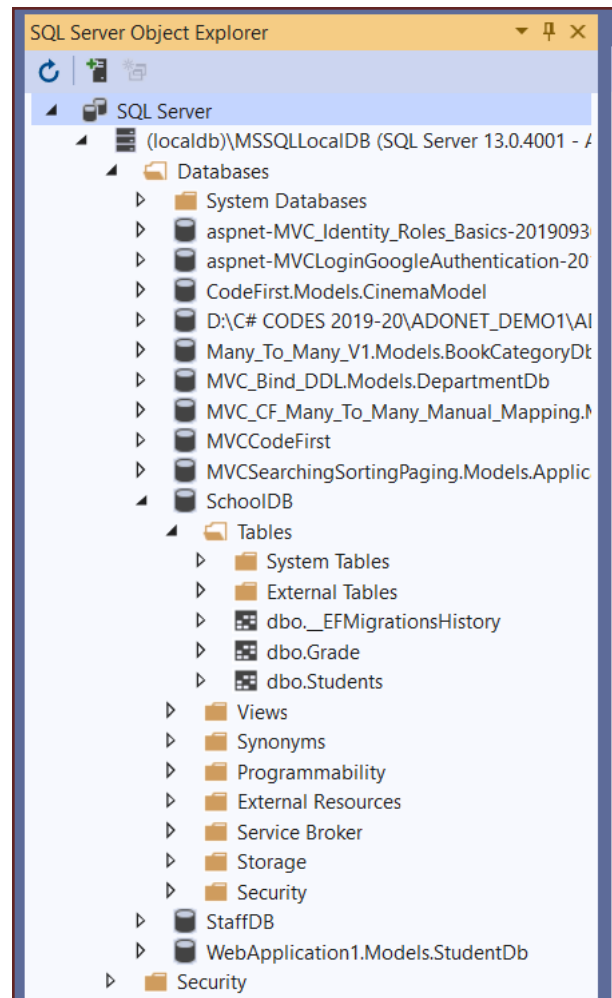 SQL Server Object Explorer
SQL Server
(localdb)\MSSQLLocalDB (SQL Server 13.0.4001 - A
Databases
System Databases
aspnet-MVC_Identity_Roles_Basics-2019093
aspnet-MVCLoginGoogleAuthentication-20
CodeFirst.Models.CinemaModel
D:\C# CODES 2019-20\ADONET_DEMO1\A
Many_To_Many_V1.Models.BookCategoryDb
MVC_Bind_DDL.Models.DepartmentDb
MVC_CF_Many_To_Many_Manual_Mapping.M
MVCCodeFirst
MVCSearchingSortingPaging.Models.Applic
SchoolDB
Tables
System Tables
External Tables
dbo.__EFMigrationsHistory
dbo.Grade
dbo.Students
Views
Synonyms
Programmability
External Resources
Service Broker
Storage
Security
StaffDB
WebApplication1.Models.StudentDb
Security